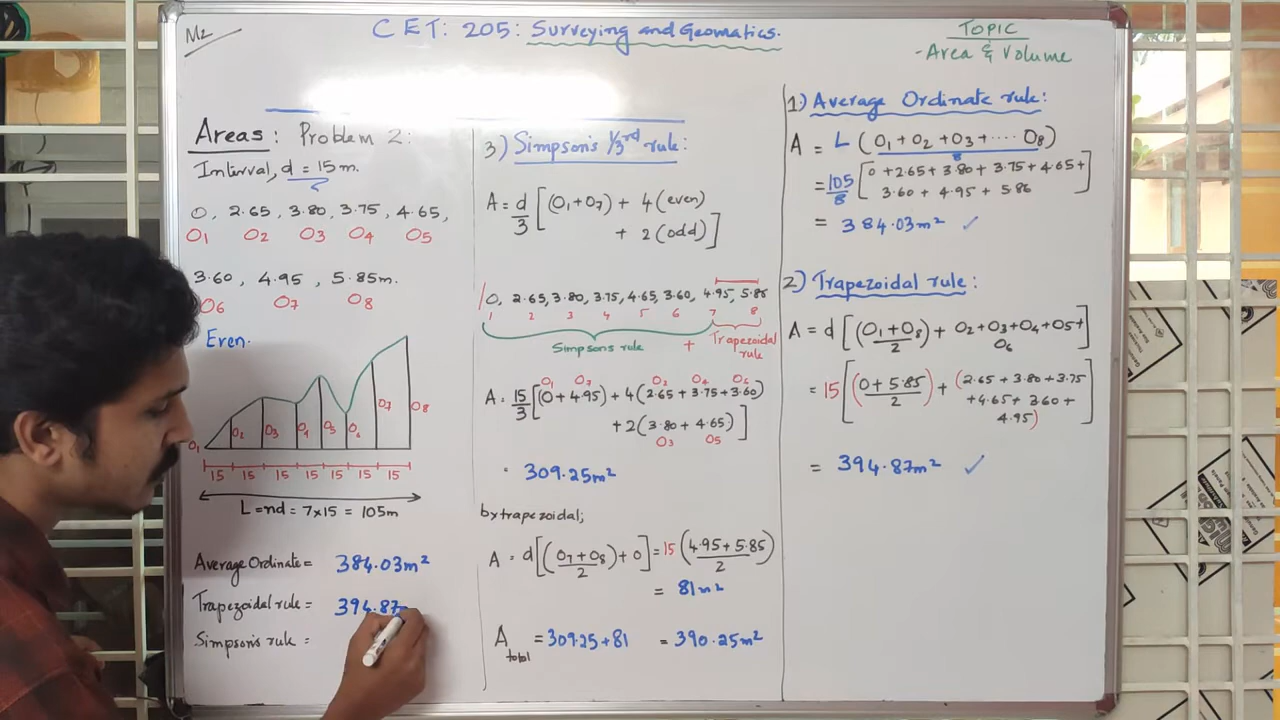 M2
CET: 205: Surveying and Geomatics.
TOPIC
- Area & Volume
Areas: Problem 2:
Interval, d = 15m.
0, 2.65, 3.80, 3.75, 4.65,
O1 O2 O3 O4 O5
3.60, 4.95, 5.85m.
O6 O7 O8
Even.
O1 O2 O3 O4 O5 O6 O7 O8
15 15 15 15 15 15 15
L = nd = 7x15 = 105m
Average Ordinate = 384.03m²
Trapezoidal rule = 394.87
Simpson's rule =
3) Simpson's 1/3rd rule:
A = d/3 [(O1+O7) + 4(even)
+ 2(odd)]
0, 2.65, 3.80, 3.75, 4.65, 3.60, 4.95, 5.85
1 2 3 4 5 6 7 8
Simpsons rule + Trapezoidal rule
O1 O7 O2 O4 O6
A = 15/3 [(0 + 4.95) + 4(2.65 + 3.75 + 3.60)
+ 2(3.80 + 4.65)]
O3 O5
= 309.25m²
by trapezoidal;
A = d[(O7+O8)/2 + 0] = 15 (4.95+5.85)/2
= 81m²
A total = 309.25+81 = 390.25m²
1) Average Ordinate rule:
A = L (O1 + O2 + O3 + .... O8)/8
= 105/8 [0 + 2.65 + 3.80 + 3.75 + 4.65 +
3.60 + 4.95 + 5.86]
= 384.03m² ✓
2) Trapezoidal rule:
A = d [(O1 + O8)/2 + O2 + O3 + O4 + O5 +
O6]
= 15 [(0 + 5.85)/2 + (2.65 + 3.80 + 3.75
+ 4.65 + 3.60 +
4.95)]
= 394.87m² ✓